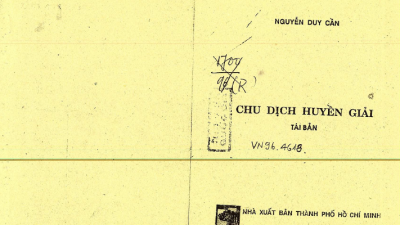 NGUYỄN DUY CẦN
CHU DỊCH HUYỀN GIẢI
TÁI BẢN
VN96.4618
NHÀ XUẤT BẢN THÀNH PHỐ HỒ CHÍ MINH